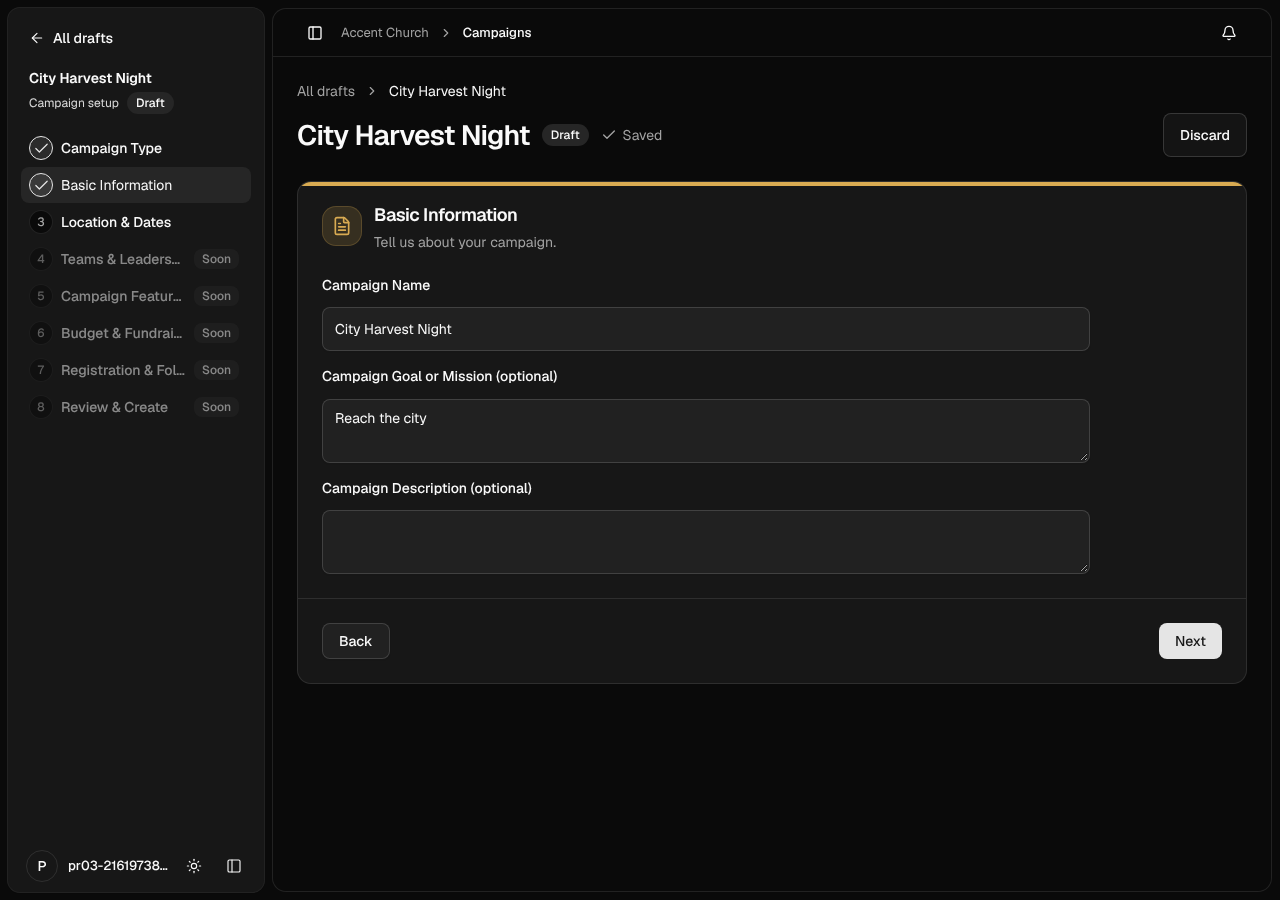 All drafts
City Harvest Night
Campaign setup Draft
Campaign Type
Basic Information
3 Location & Dates
4 Teams & Leaders... Soon
5 Campaign Featur... Soon
6 Budget & Fundrai... Soon
7 Registration & Fol... Soon
8 Review & Create Soon
P pr03-21619738...
Accent Church Campaigns
All drafts City Harvest Night
City Harvest Night Draft Saved
Discard
Basic Information
Tell us about your campaign.
Campaign Name
City Harvest Night
Campaign Goal or Mission (optional)
Reach the city
Campaign Description (optional)
Back
Next